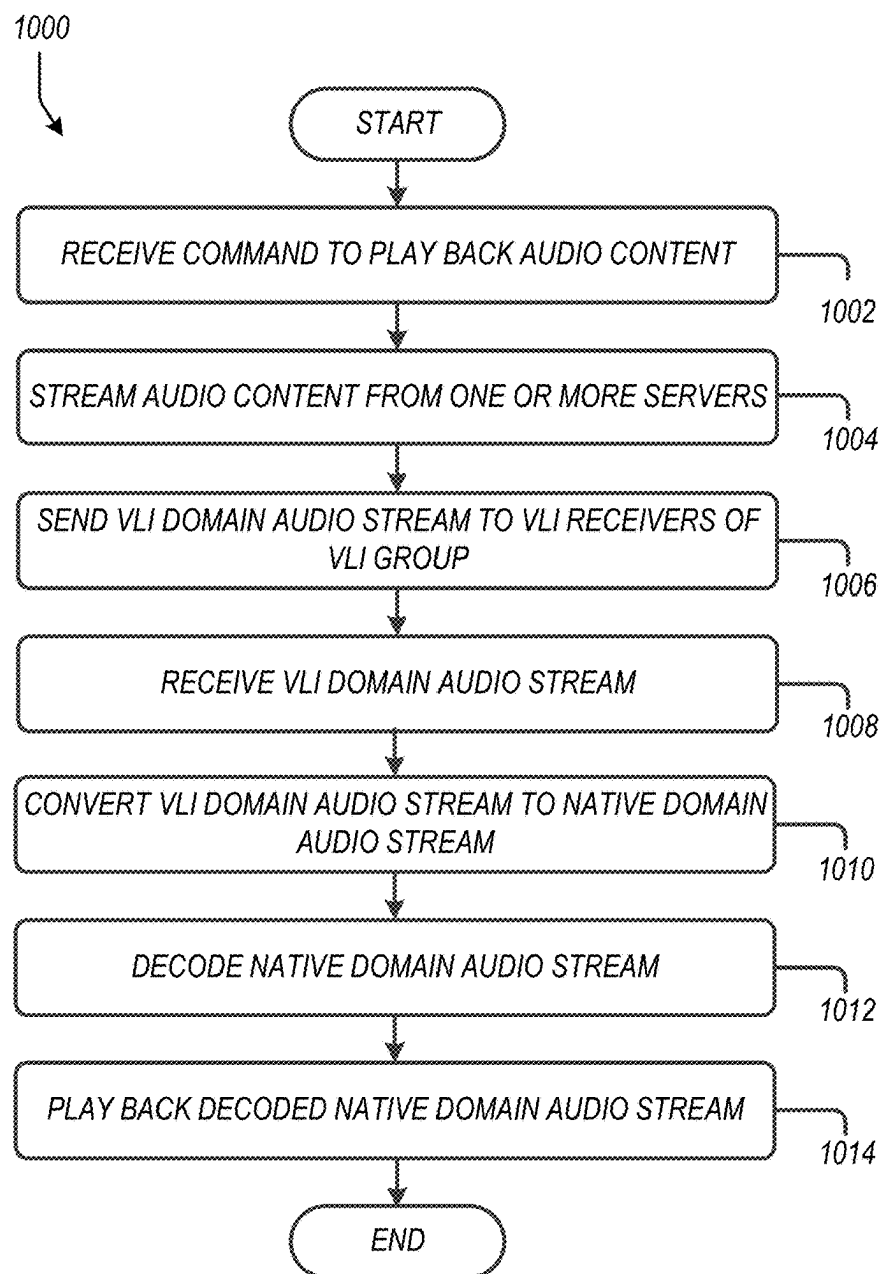 1000
START
RECEIVE COMMAND TO PLAY BACK AUDIO CONTENT
1002
STREAM AUDIO CONTENT FROM ONE OR MORE SERVERS
1004
SEND VLI DOMAIN AUDIO STREAM TO VLI RECEIVERS OF
VLI GROUP
1006
RECEIVE VLI DOMAIN AUDIO STREAM
1008
CONVERT VLI DOMAIN AUDIO STREAM TO NATIVE DOMAIN
AUDIO STREAM
1010
DECODE NATIVE DOMAIN AUDIO STREAM
1012
PLAY BACK DECODED NATIVE DOMAIN AUDIO STREAM
1014
END